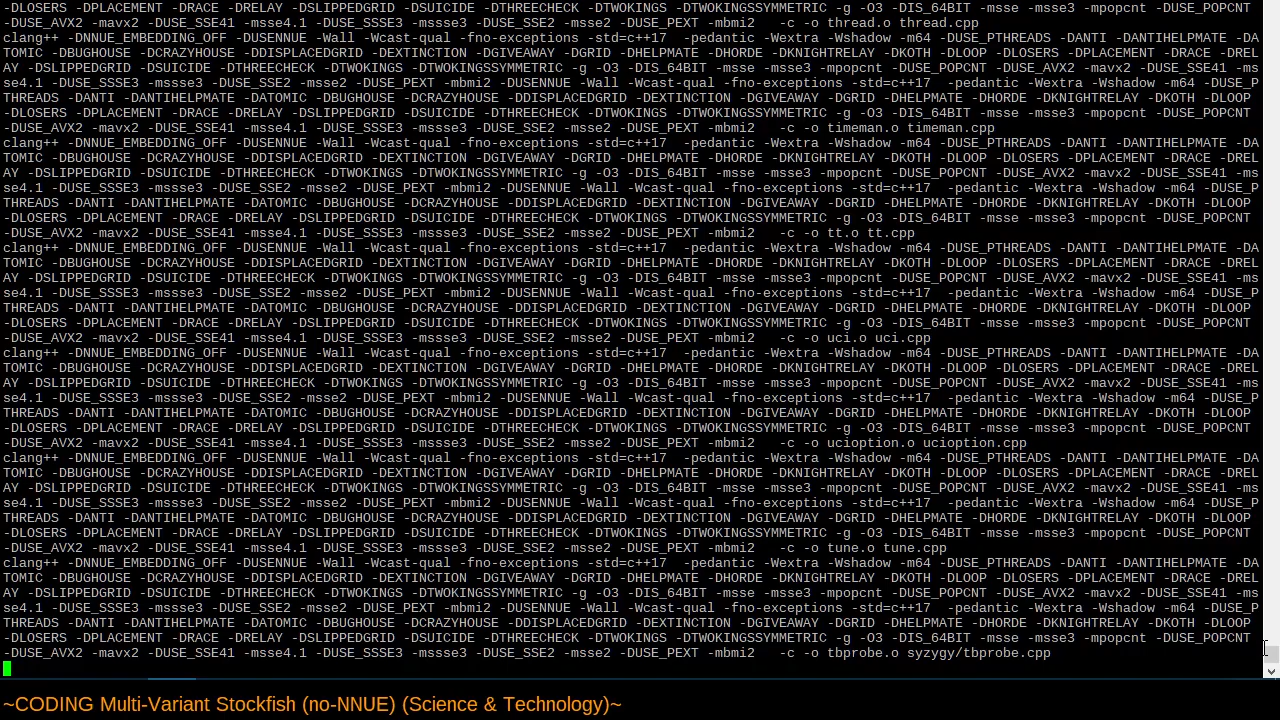 -DLOSERS -DPLACEMENT -DRACE -DRELAY -DSLIPPEDGRID -DSUICIDE -DTHREECHECK -DTWOKINGS -DTWOKINGSSYMMETRIC -g -O3 -DIS_64BIT -msse -msse3 -mpopcnt -DUSE_POPCNT
-DUSE_AVX2 -mavx2 -DUSE_SSE41 -msse4.1 -DUSE_SSSE3 -mssse3 -DUSE_SSE2 -msse2 -DUSE_PEXT -mbmi2   -c -o thread.o thread.cpp
clang++ -DNNUE_EMBEDDING_OFF -DUSENNUE -Wall -Wcast-qual -fno-exceptions -std=c++17  -pedantic -Wextra -Wshadow -m64 -DUSE_PTHREADS -DANTI -DANTIHELPMATE -DA
TOMIC -DBUGHOUSE -DCRAZYHOUSE -DDISPLACEDGRID -DEXTINCTION -DGIVEAWAY -DGRID -DHELPMATE -DHORDE -DKNIGHTRELAY -DKOTH -DLOOP -DLOSERS -DPLACEMENT -DRACE -DREL
AY -DSLIPPEDGRID -DSUICIDE -DTHREECHECK -DTWOKINGS -DTWOKINGSSYMMETRIC -g -O3 -DIS_64BIT -msse -msse3 -mpopcnt -DUSE_POPCNT -DUSE_AVX2 -mavx2 -DUSE_SSE41 -ms
se4.1 -DUSE_SSSE3 -mssse3 -DUSE_SSE2 -msse2 -DUSE_PEXT -mbmi2 -DUSENNUE -Wall -Wcast-qual -fno-exceptions -std=c++17  -pedantic -Wextra -Wshadow -m64 -DUSE_P
THREADS -DANTI -DANTIHELPMATE -DATOMIC -DBUGHOUSE -DCRAZYHOUSE -DDISPLACEDGRID -DEXTINCTION -DGIVEAWAY -DGRID -DHELPMATE -DHORDE -DKNIGHTRELAY -DKOTH -DLOOP
-DLOSERS -DPLACEMENT -DRACE -DRELAY -DSLIPPEDGRID -DSUICIDE -DTHREECHECK -DTWOKINGS -DTWOKINGSSYMMETRIC -g -O3 -DIS_64BIT -msse -msse3 -mpopcnt -DUSE_POPCNT
-DUSE_AVX2 -mavx2 -DUSE_SSE41 -msse4.1 -DUSE_SSSE3 -mssse3 -DUSE_SSE2 -msse2 -DUSE_PEXT -mbmi2   -c -o timeman.o timeman.cpp
clang++ -DNNUE_EMBEDDING_OFF -DUSENNUE -Wall -Wcast-qual -fno-exceptions -std=c++17  -pedantic -Wextra -Wshadow -m64 -DUSE_PTHREADS -DANTI -DANTIHELPMATE -DA
TOMIC -DBUGHOUSE -DCRAZYHOUSE -DDISPLACEDGRID -DEXTINCTION -DGIVEAWAY -DGRID -DHELPMATE -DHORDE -DKNIGHTRELAY -DKOTH -DLOOP -DLOSERS -DPLACEMENT -DRACE -DREL
AY -DSLIPPEDGRID -DSUICIDE -DTHREECHECK -DTWOKINGS -DTWOKINGSSYMMETRIC -g -O3 -DIS_64BIT -msse -msse3 -mpopcnt -DUSE_POPCNT -DUSE_AVX2 -mavx2 -DUSE_SSE41 -ms
se4.1 -DUSE_SSSE3 -mssse3 -DUSE_SSE2 -msse2 -DUSE_PEXT -mbmi2 -DUSENNUE -Wall -Wcast-qual -fno-exceptions -std=c++17  -pedantic -Wextra -Wshadow -m64 -DUSE_P
THREADS -DANTI -DANTIHELPMATE -DATOMIC -DBUGHOUSE -DCRAZYHOUSE -DDISPLACEDGRID -DEXTINCTION -DGIVEAWAY -DGRID -DHELPMATE -DHORDE -DKNIGHTRELAY -DKOTH -DLOOP
-DLOSERS -DPLACEMENT -DRACE -DRELAY -DSLIPPEDGRID -DSUICIDE -DTHREECHECK -DTWOKINGS -DTWOKINGSSYMMETRIC -g -O3 -DIS_64BIT -msse -msse3 -mpopcnt -DUSE_POPCNT
-DUSE_AVX2 -mavx2 -DUSE_SSE41 -msse4.1 -DUSE_SSSE3 -mssse3 -DUSE_SSE2 -msse2 -DUSE_PEXT -mbmi2   -c -o tt.o tt.cpp
clang++ -DNNUE_EMBEDDING_OFF -DUSENNUE -Wall -Wcast-qual -fno-exceptions -std=c++17  -pedantic -Wextra -Wshadow -m64 -DUSE_PTHREADS -DANTI -DANTIHELPMATE -DA
TOMIC -DBUGHOUSE -DCRAZYHOUSE -DDISPLACEDGRID -DEXTINCTION -DGIVEAWAY -DGRID -DHELPMATE -DHORDE -DKNIGHTRELAY -DKOTH -DLOOP -DLOSERS -DPLACEMENT -DRACE -DREL
AY -DSLIPPEDGRID -DSUICIDE -DTHREECHECK -DTWOKINGS -DTWOKINGSSYMMETRIC -g -O3 -DIS_64BIT -msse -msse3 -mpopcnt -DUSE_POPCNT -DUSE_AVX2 -mavx2 -DUSE_SSE41 -ms
se4.1 -DUSE_SSSE3 -mssse3 -DUSE_SSE2 -msse2 -DUSE_PEXT -mbmi2 -DUSENNUE -Wall -Wcast-qual -fno-exceptions -std=c++17  -pedantic -Wextra -Wshadow -m64 -DUSE_P
THREADS -DANTI -DANTIHELPMATE -DATOMIC -DBUGHOUSE -DCRAZYHOUSE -DDISPLACEDGRID -DEXTINCTION -DGIVEAWAY -DGRID -DHELPMATE -DHORDE -DKNIGHTRELAY -DKOTH -DLOOP
-DLOSERS -DPLACEMENT -DRACE -DRELAY -DSLIPPEDGRID -DSUICIDE -DTHREECHECK -DTWOKINGS -DTWOKINGSSYMMETRIC -g -O3 -DIS_64BIT -msse -msse3 -mpopcnt -DUSE_POPCNT
-DUSE_AVX2 -mavx2 -DUSE_SSE41 -msse4.1 -DUSE_SSSE3 -mssse3 -DUSE_SSE2 -msse2 -DUSE_PEXT -mbmi2   -c -o uci.o uci.cpp
clang++ -DNNUE_EMBEDDING_OFF -DUSENNUE -Wall -Wcast-qual -fno-exceptions -std=c++17  -pedantic -Wextra -Wshadow -m64 -DUSE_PTHREADS -DANTI -DANTIHELPMATE -DA
TOMIC -DBUGHOUSE -DCRAZYHOUSE -DDISPLACEDGRID -DEXTINCTION -DGIVEAWAY -DGRID -DHELPMATE -DHORDE -DKNIGHTRELAY -DKOTH -DLOOP -DLOSERS -DPLACEMENT -DRACE -DREL
AY -DSLIPPEDGRID -DSUICIDE -DTHREECHECK -DTWOKINGS -DTWOKINGSSYMMETRIC -g -O3 -DIS_64BIT -msse -msse3 -mpopcnt -DUSE_POPCNT -DUSE_AVX2 -mavx2 -DUSE_SSE41 -ms
se4.1 -DUSE_SSSE3 -mssse3 -DUSE_SSE2 -msse2 -DUSE_PEXT -mbmi2 -DUSENNUE -Wall -Wcast-qual -fno-exceptions -std=c++17  -pedantic -Wextra -Wshadow -m64 -DUSE_P
THREADS -DANTI -DANTIHELPMATE -DATOMIC -DBUGHOUSE -DCRAZYHOUSE -DDISPLACEDGRID -DEXTINCTION -DGIVEAWAY -DGRID -DHELPMATE -DHORDE -DKNIGHTRELAY -DKOTH -DLOOP
-DLOSERS -DPLACEMENT -DRACE -DRELAY -DSLIPPEDGRID -DSUICIDE -DTHREECHECK -DTWOKINGS -DTWOKINGSSYMMETRIC -g -O3 -DIS_64BIT -msse -msse3 -mpopcnt -DUSE_POPCNT
-DUSE_AVX2 -mavx2 -DUSE_SSE41 -msse4.1 -DUSE_SSSE3 -mssse3 -DUSE_SSE2 -msse2 -DUSE_PEXT -mbmi2   -c -o ucioption.o ucioption.cpp
clang++ -DNNUE_EMBEDDING_OFF -DUSENNUE -Wall -Wcast-qual -fno-exceptions -std=c++17  -pedantic -Wextra -Wshadow -m64 -DUSE_PTHREADS -DANTI -DANTIHELPMATE -DA
TOMIC -DBUGHOUSE -DCRAZYHOUSE -DDISPLACEDGRID -DEXTINCTION -DGIVEAWAY -DGRID -DHELPMATE -DHORDE -DKNIGHTRELAY -DKOTH -DLOOP -DLOSERS -DPLACEMENT -DRACE -DREL
AY -DSLIPPEDGRID -DSUICIDE -DTHREECHECK -DTWOKINGS -DTWOKINGSSYMMETRIC -g -O3 -DIS_64BIT -msse -msse3 -mpopcnt -DUSE_POPCNT -DUSE_AVX2 -mavx2 -DUSE_SSE41 -ms
se4.1 -DUSE_SSSE3 -mssse3 -DUSE_SSE2 -msse2 -DUSE_PEXT -mbmi2 -DUSENNUE -Wall -Wcast-qual -fno-exceptions -std=c++17  -pedantic -Wextra -Wshadow -m64 -DUSE_P
THREADS -DANTI -DANTIHELPMATE -DATOMIC -DBUGHOUSE -DCRAZYHOUSE -DDISPLACEDGRID -DEXTINCTION -DGIVEAWAY -DGRID -DHELPMATE -DHORDE -DKNIGHTRELAY -DKOTH -DLOOP
-DLOSERS -DPLACEMENT -DRACE -DRELAY -DSLIPPEDGRID -DSUICIDE -DTHREECHECK -DTWOKINGS -DTWOKINGSSYMMETRIC -g -O3 -DIS_64BIT -msse -msse3 -mpopcnt -DUSE_POPCNT
-DUSE_AVX2 -mavx2 -DUSE_SSE41 -msse4.1 -DUSE_SSSE3 -mssse3 -DUSE_SSE2 -msse2 -DUSE_PEXT -mbmi2   -c -o tune.o tune.cpp
clang++ -DNNUE_EMBEDDING_OFF -DUSENNUE -Wall -Wcast-qual -fno-exceptions -std=c++17  -pedantic -Wextra -Wshadow -m64 -DUSE_PTHREADS -DANTI -DANTIHELPMATE -DA
TOMIC -DBUGHOUSE -DCRAZYHOUSE -DDISPLACEDGRID -DEXTINCTION -DGIVEAWAY -DGRID -DHELPMATE -DHORDE -DKNIGHTRELAY -DKOTH -DLOOP -DLOSERS -DPLACEMENT -DRACE -DREL
AY -DSLIPPEDGRID -DSUICIDE -DTHREECHECK -DTWOKINGS -DTWOKINGSSYMMETRIC -g -O3 -DIS_64BIT -msse -msse3 -mpopcnt -DUSE_POPCNT -DUSE_AVX2 -mavx2 -DUSE_SSE41 -ms
se4.1 -DUSE_SSSE3 -mssse3 -DUSE_SSE2 -msse2 -DUSE_PEXT -mbmi2 -DUSENNUE -Wall -Wcast-qual -fno-exceptions -std=c++17  -pedantic -Wextra -Wshadow -m64 -DUSE_P
THREADS -DANTI -DANTIHELPMATE -DATOMIC -DBUGHOUSE -DCRAZYHOUSE -DDISPLACEDGRID -DEXTINCTION -DGIVEAWAY -DGRID -DHELPMATE -DHORDE -DKNIGHTRELAY -DKOTH -DLOOP
-DLOSERS -DPLACEMENT -DRACE -DRELAY -DSLIPPEDGRID -DSUICIDE -DTHREECHECK -DTWOKINGS -DTWOKINGSSYMMETRIC -g -O3 -DIS_64BIT -msse -msse3 -mpopcnt -DUSE_POPCNT
-DUSE_AVX2 -mavx2 -DUSE_SSE41 -msse4.1 -DUSE_SSSE3 -mssse3 -DUSE_SSE2 -msse2 -DUSE_PEXT -mbmi2   -c -o tbprobe.o syzygy/tbprobe.cpp
~CODING Multi-Variant Stockfish (no-NNUE) (Science & Technology)~